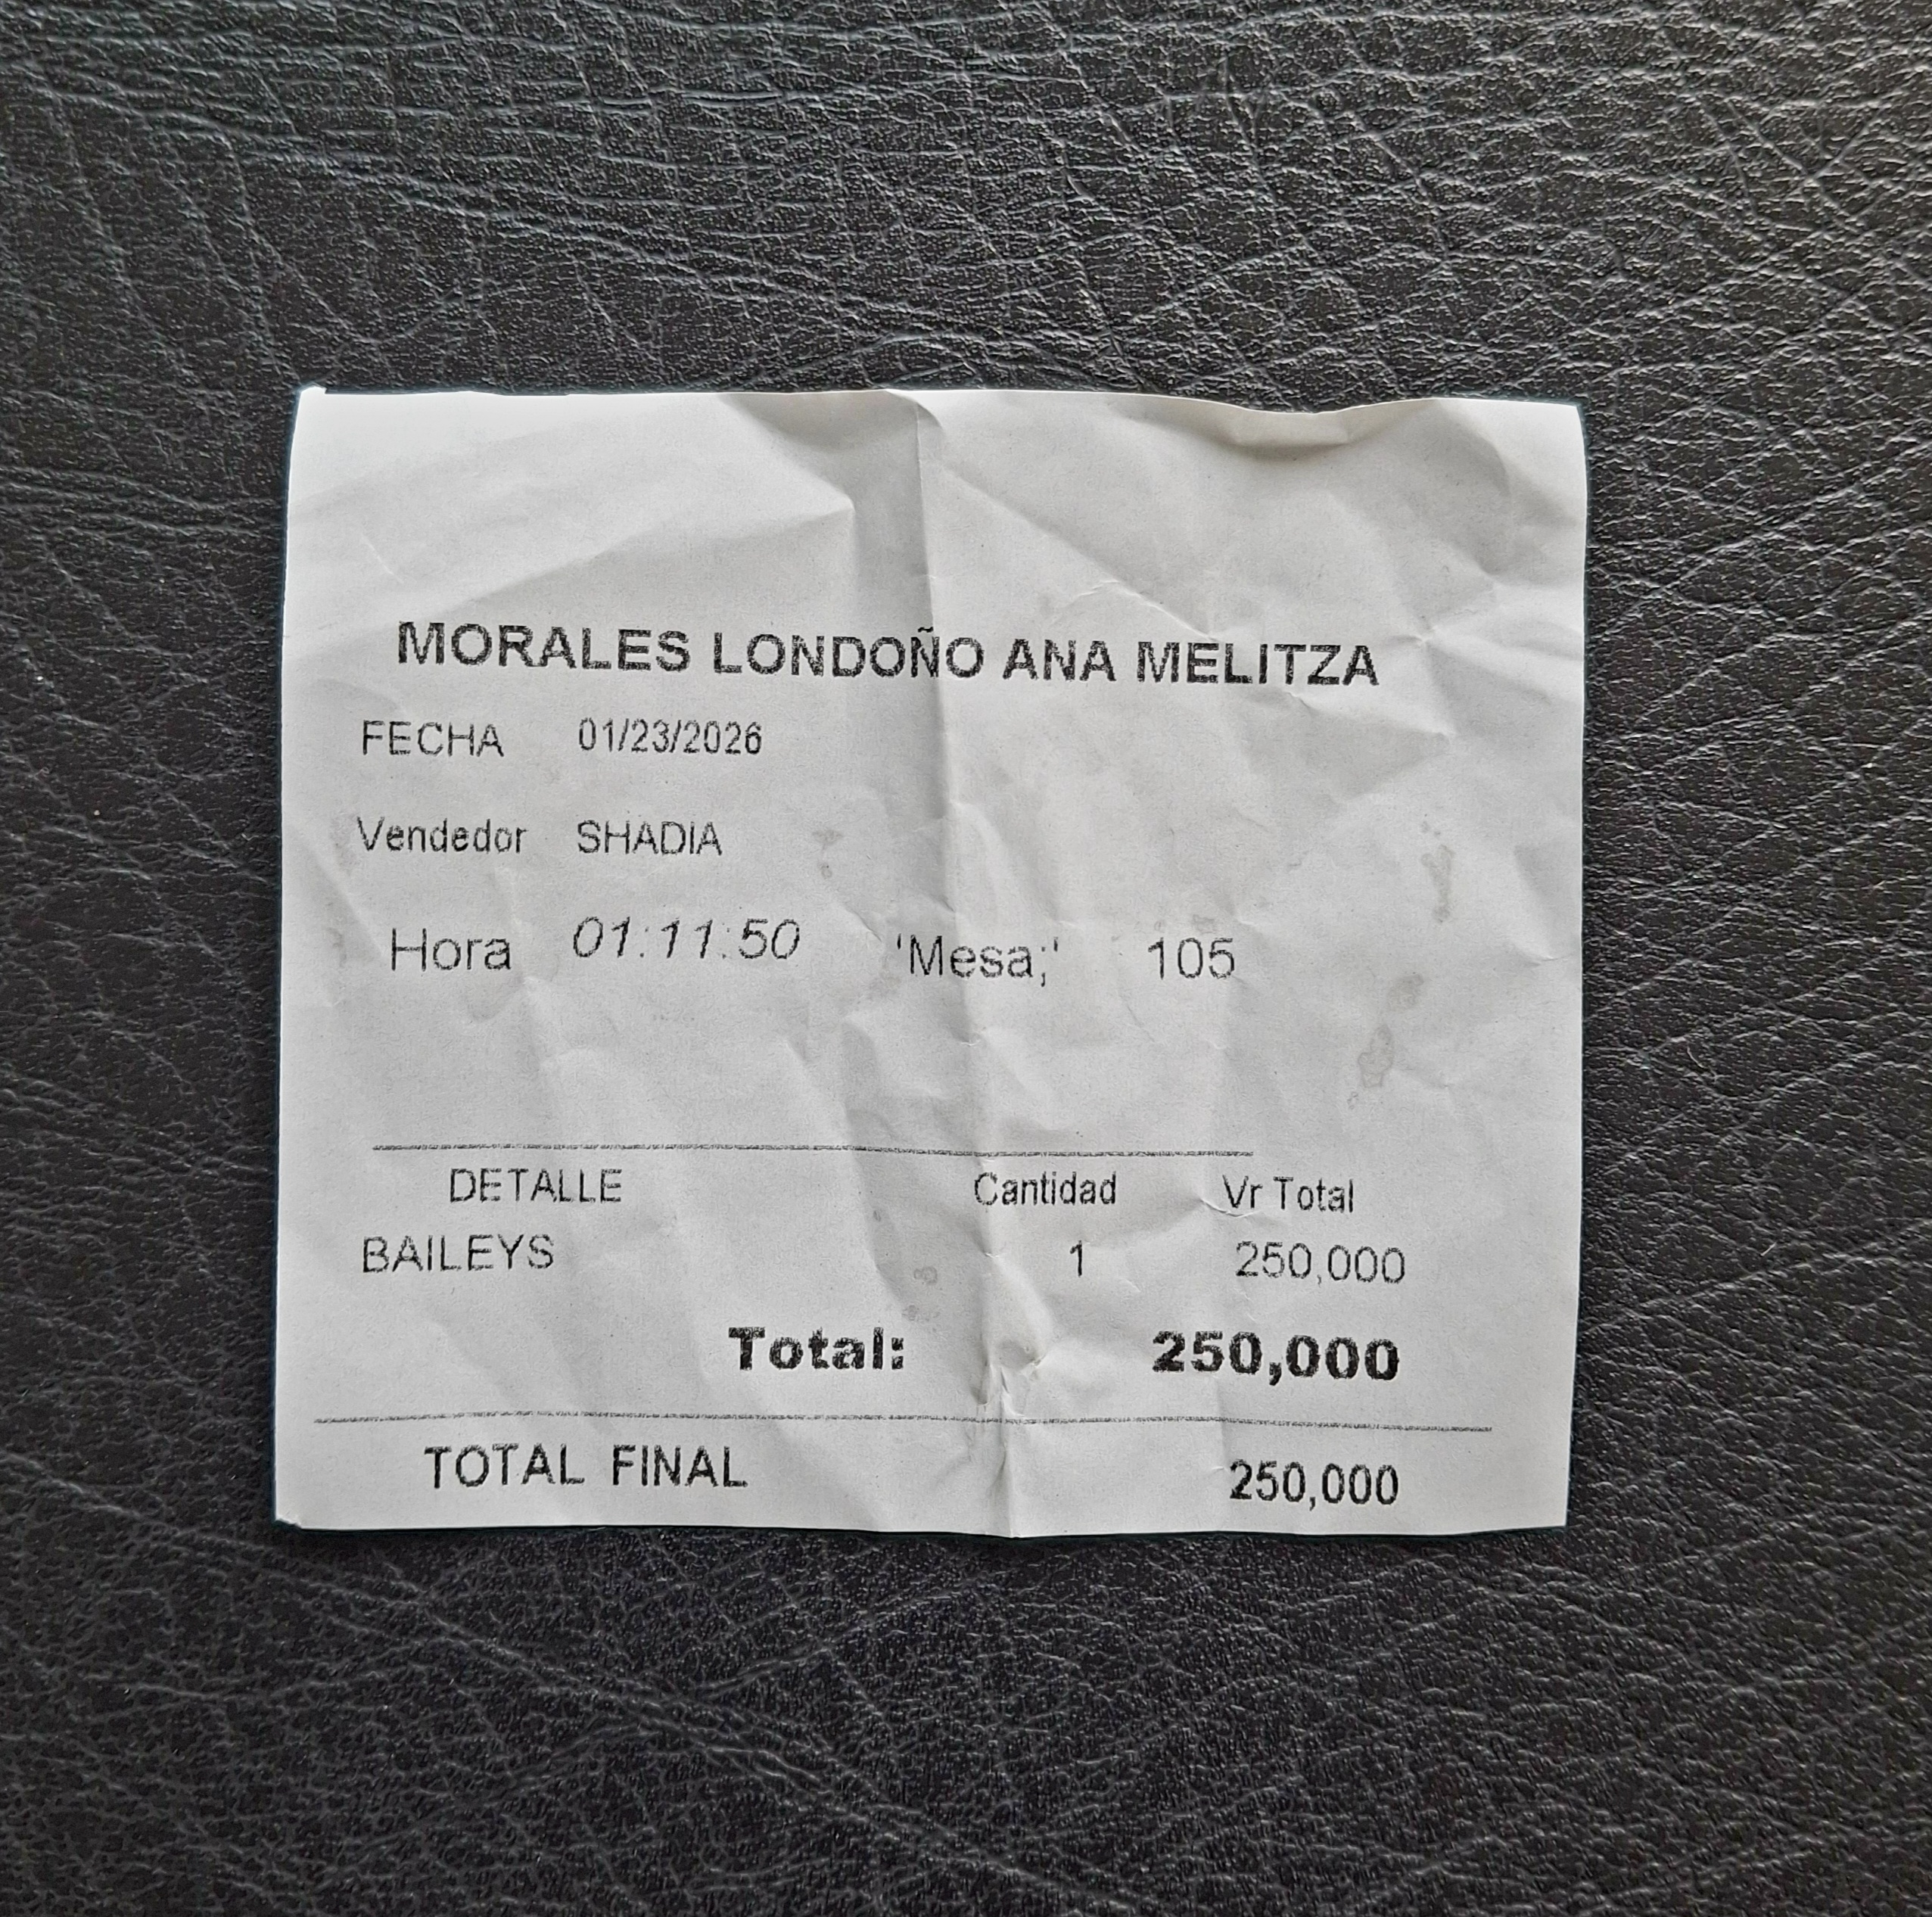 MORALES LONDOÑO ANA MELITZA
FECHA 01/23/2026
Vendedor SHADIA
Hora 01:11:50 'Mesa;' 105
DETALLE Cantidad Vr Total
BAILEYS 1 250,000
Total: 250,000
TOTAL FINAL 250,000